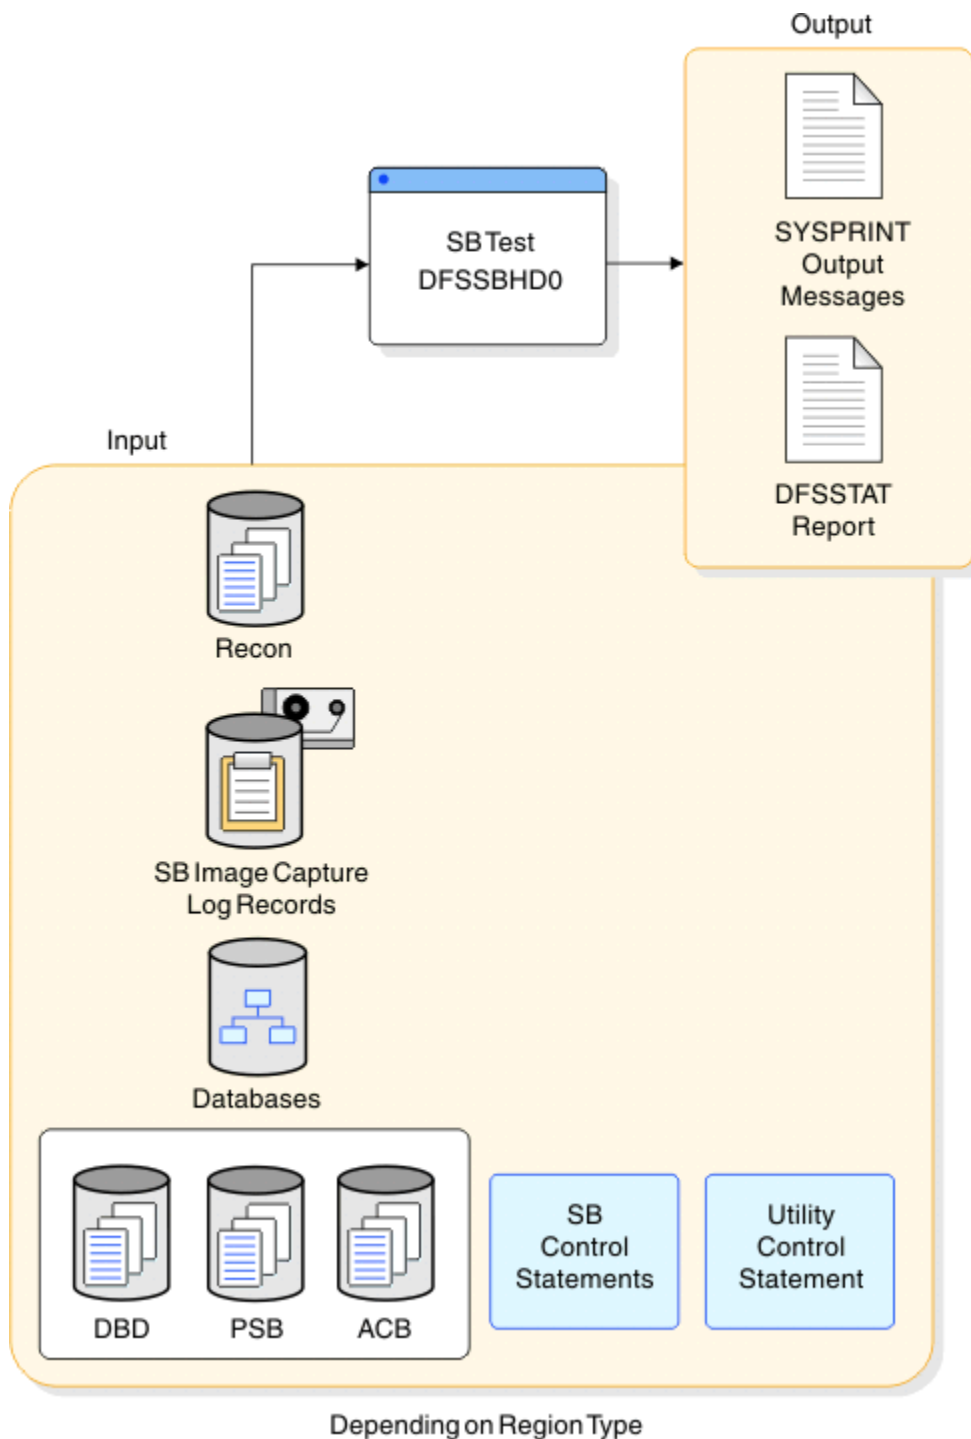 Output
SB Test
DFSSBHD0
SYSPRINT
Output
Messages
DFSSTAT
Report
Input
Recon
SB Image Capture
Log Records
Databases
DBD
PSB
ACB
SB
Control
Statements
Utility
Control
Statement
Depending on Region Type